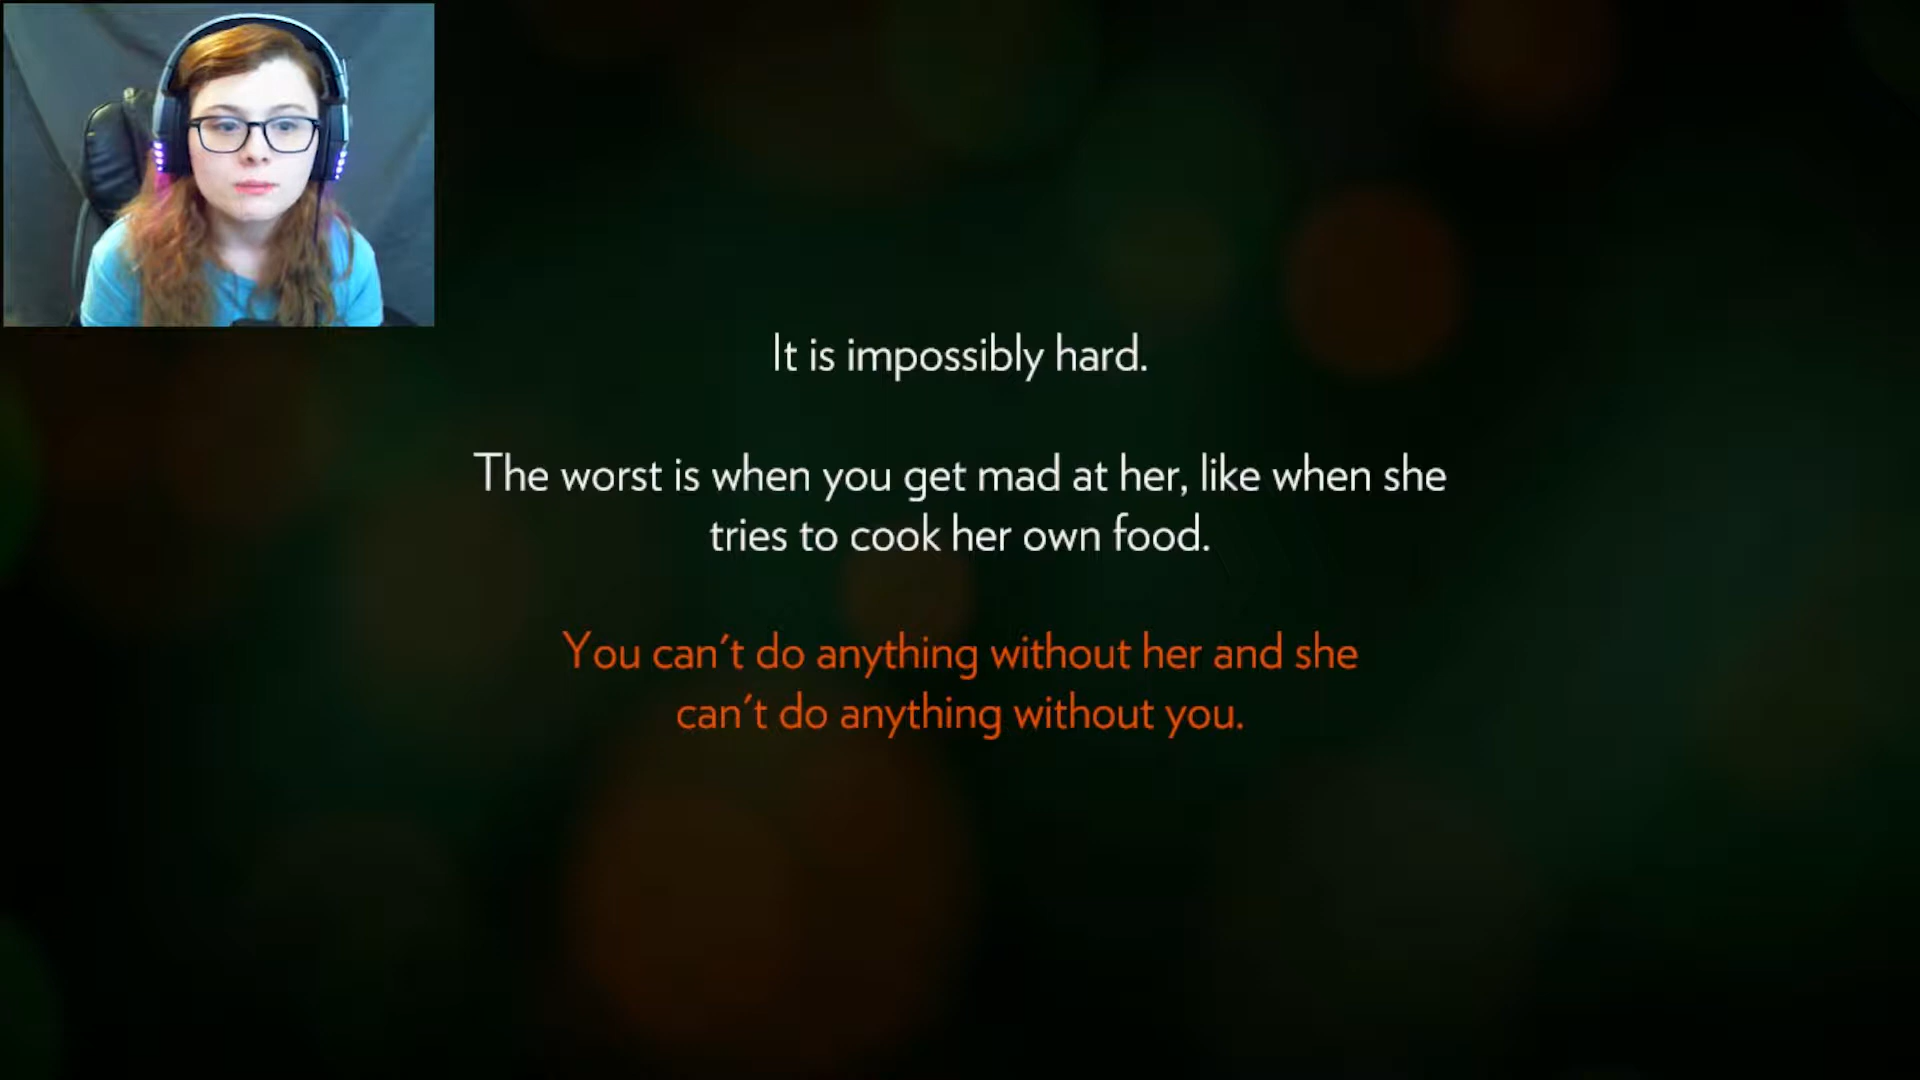 It is impossibly hard.
The worst is when you get mad at her, like when she
tries to cook her own food.
You can't do anything without her and she
can't do anything without you.